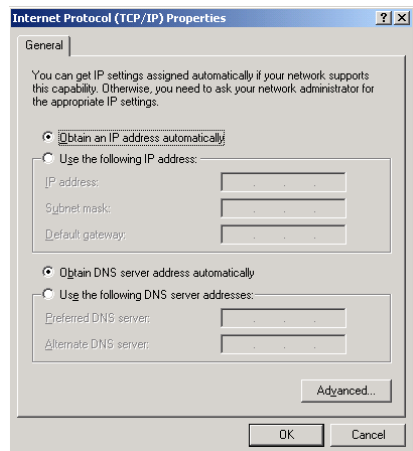 Internet Protocol (TCP/IP) Properties
General
You can get IP settings assigned automatically if your network supports
this capability. Otherwise, you need to ask your network administrator for
the appropriate IP settings.
Obtain an IP address automatically
Use the following IP address:
IP address:
Subnet mask:
Default gateway:
Obtain DNS server address automatically
Use the following DNS server addresses:
Preferred DNS server:
Alternate DNS server:
Advanced...
OK Cancel